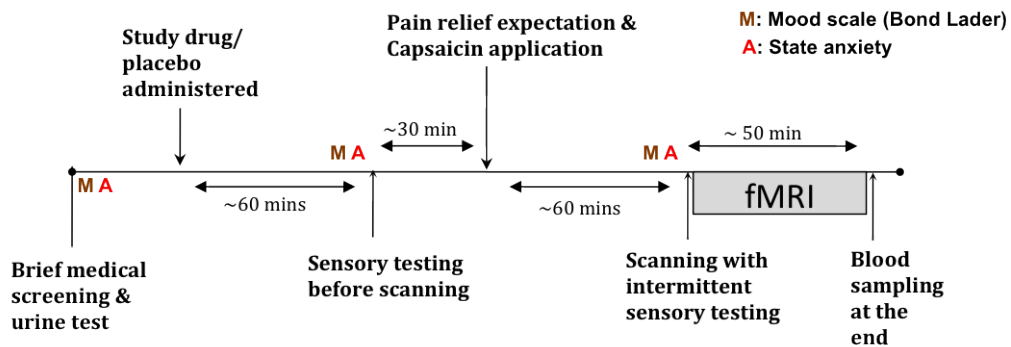 M: Mood scale (Bond Lader)
A: State anxiety
Study drug/
placebo
administered
Pain relief expectation &
Capsaicin application
~30 min
~ 50 min
M A
M A
M A
~60 mins
~60 mins
fMRI
Brief medical
screening &
urine test
Sensory testing
before scanning
Scanning with
intermittent
sensory testing
Blood
sampling
at the
end